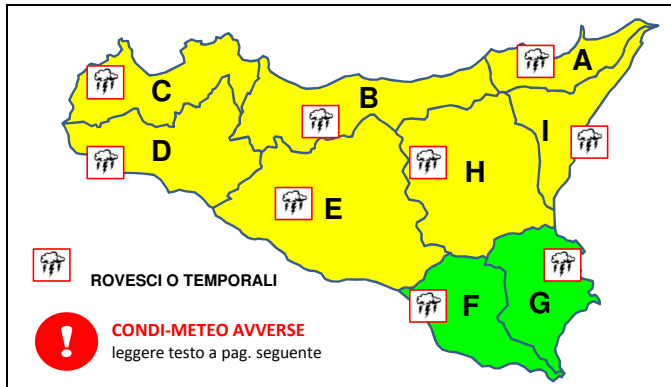 A
C
B
I
D
H
E
F
G
ROVESCI O TEMPORALI
!
CONDI-METEO AVVERSE
leggere testo a pag. seguente